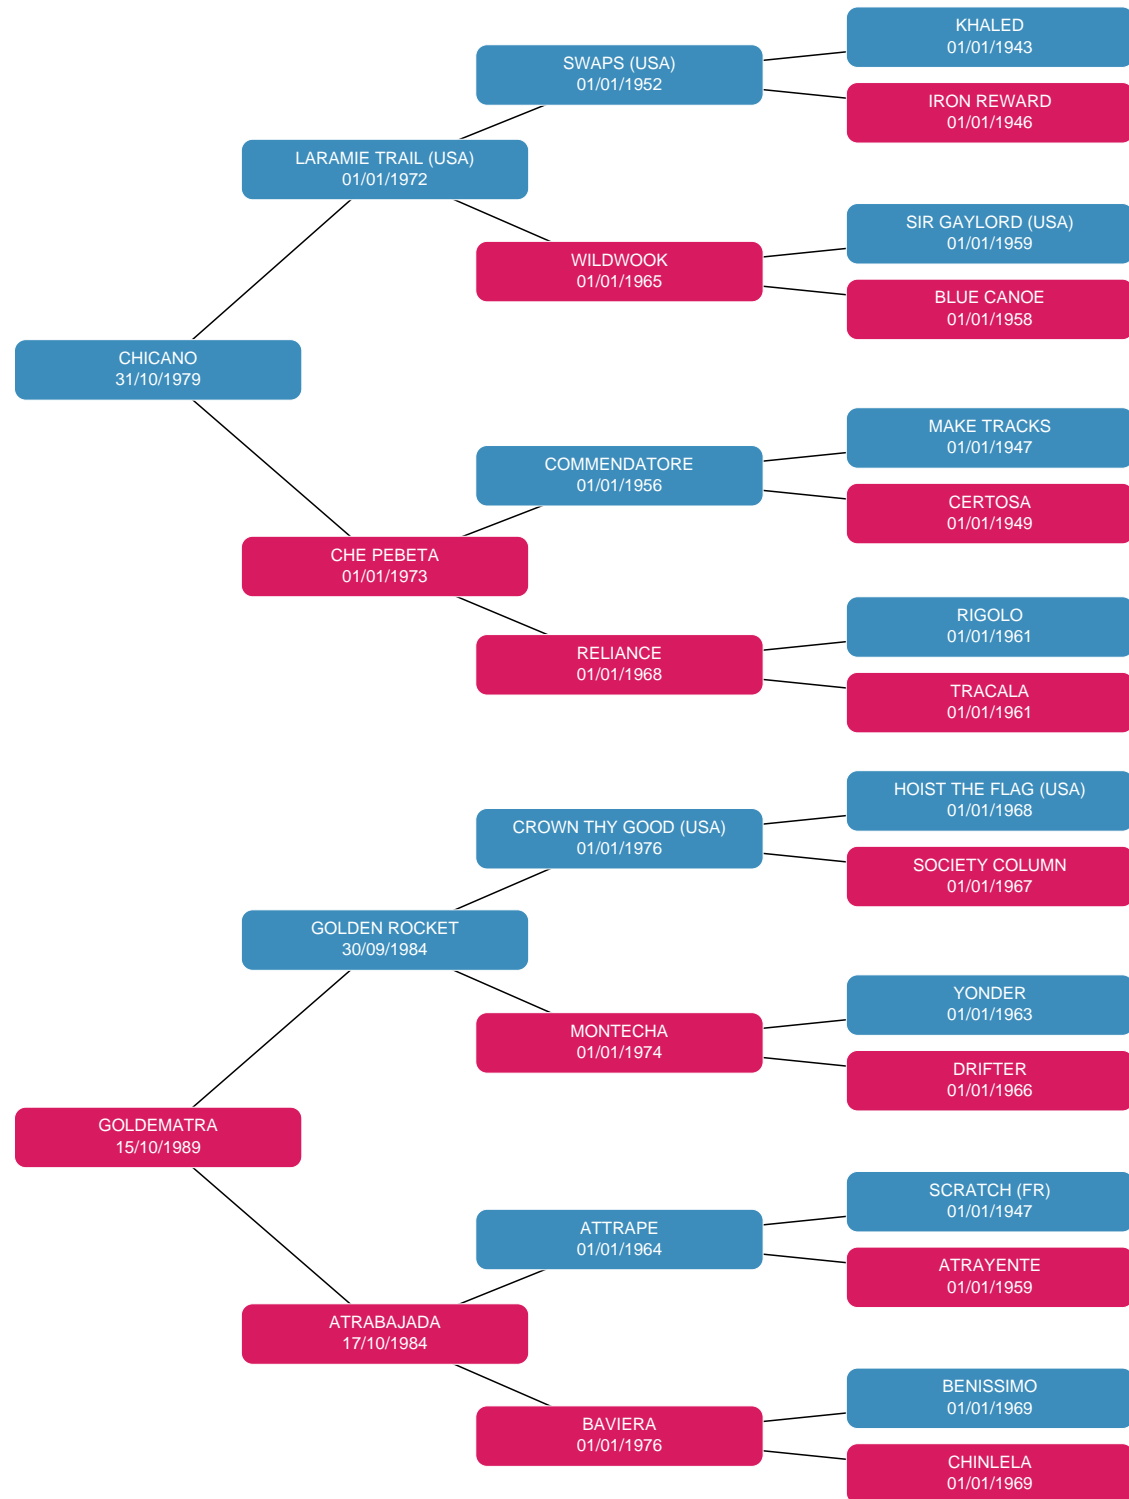 KHALED
01/01/1943
SWAPS (USA)
01/01/1952
IRON REWARD
01/01/1946
LARAMIE TRAIL (USA)
01/01/1972
SIR GAYLORD (USA)
01/01/1959
WILDWOOK
01/01/1965
BLUE CANOE
01/01/1958
CHICANO
31/10/1979
MAKE TRACKS
01/01/1947
COMMENDATORE
01/01/1956
CERTOSA
01/01/1949
CHE PEBETA
01/01/1973
RIGOLO
01/01/1961
RELIANCE
01/01/1968
TRACALA
01/01/1961
HOIST THE FLAG (USA)
01/01/1968
CROWN THY GOOD (USA)
01/01/1976
SOCIETY COLUMN
01/01/1967
GOLDEN ROCKET
30/09/1984
YONDER
01/01/1963
MONTECHA
01/01/1974
DRIFTER
01/01/1966
GOLDEMATRA
15/10/1989
SCRATCH (FR)
01/01/1947
ATTRAPE
01/01/1964
ATRAYENTE
01/01/1959
ATRABAJADA
17/10/1984
BENISSIMO
01/01/1969
BAVIERA
01/01/1976
CHINLELA
01/01/1969